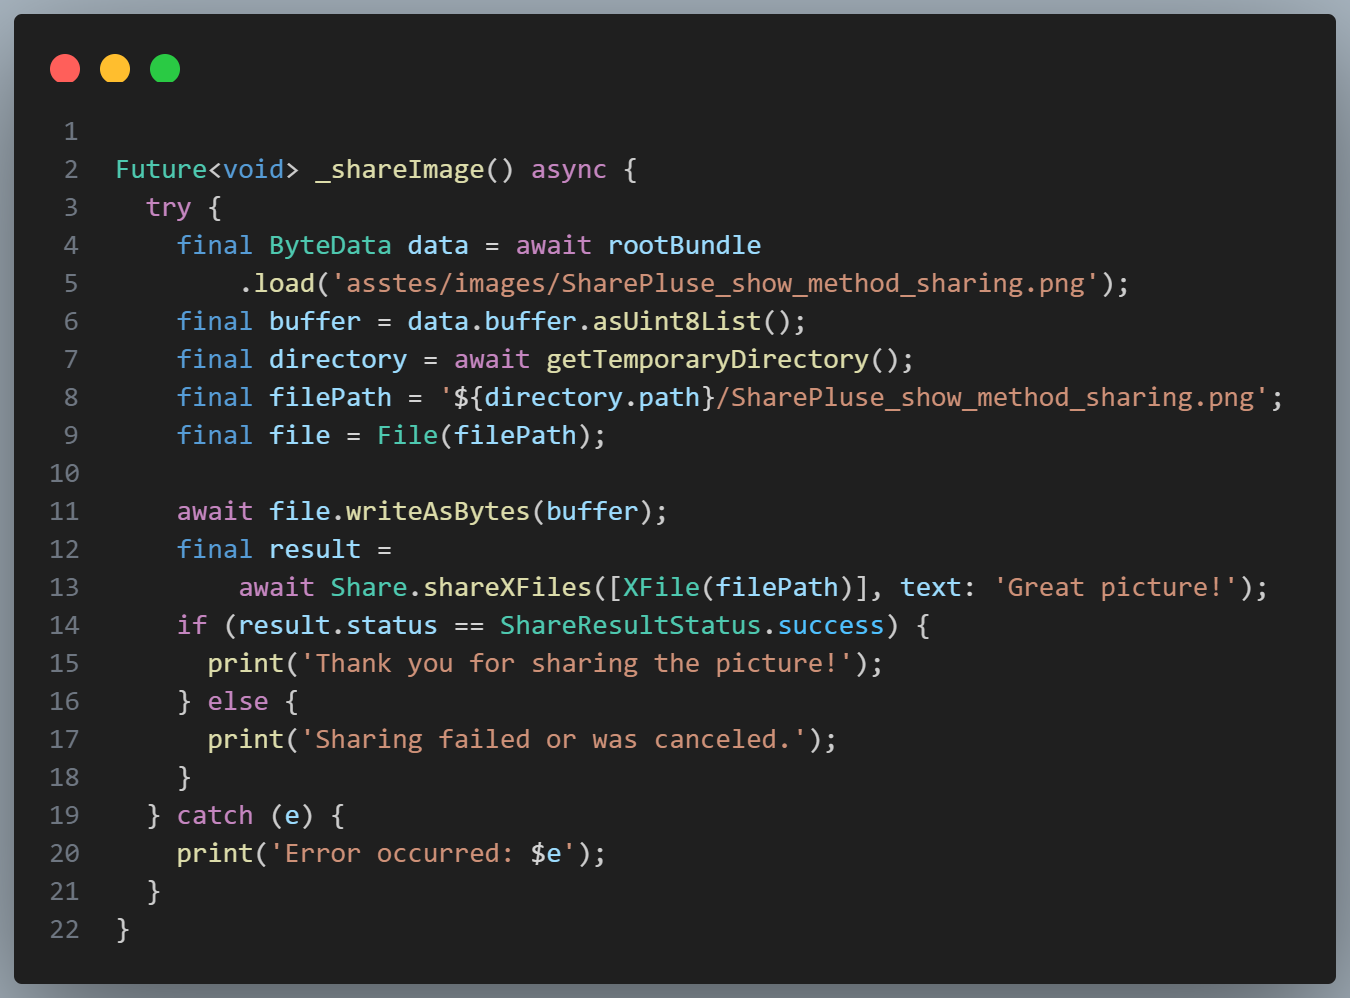 1
2 Future<void> _shareImage() async {
3   try {
4     final ByteData data = await rootBundle
5         .load('asstes/images/SharePluse_show_method_sharing.png');
6     final buffer = data.buffer.asUint8List();
7     final directory = await getTemporaryDirectory();
8     final filePath = '${directory.path}/SharePluse_show_method_sharing.png';
9     final file = File(filePath);
10
11     await file.writeAsBytes(buffer);
12     final result =
13         await Share.shareXFiles([XFile(filePath)], text: 'Great picture!');
14     if (result.status == ShareResultStatus.success) {
15       print('Thank you for sharing the picture!');
16     } else {
17       print('Sharing failed or was canceled.');
18     }
19   } catch (e) {
20     print('Error occurred: $e');
21   }
22 }